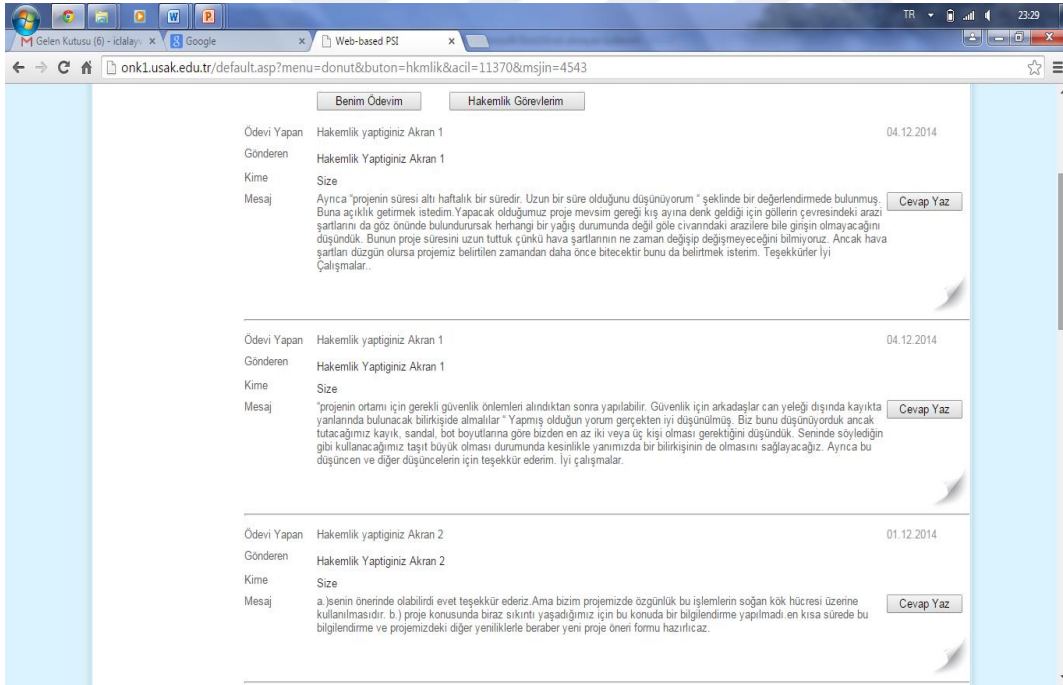 TR
23:29
Gelen Kutusu (6) - iclalay
Google
Web-based PSI
onk1.usak.edu.tr/default.asp?menu=donut&buton=hkmlik&acil=11370&msjin=4543
Benim Ödevim
Hakemlik Görevlerim
Ödevi Yapan Hakemlik yaptiginiz Akran 1 04.12.2014
Gönderen Hakemlik Yaptiginiz Akran 1
Kime Size
Mesaj Ayrıca "projenin süresi altı haftalık bir süredir. Uzun bir süre olduğunu düşünüyorum " şeklinde bir değerlendirmede bulunmuş. Cevap Yaz
Buna açıklık getirmek istedim.Yapacak olduğumuz proje mevsim gereği kış ayına denk geldiği için göllerin çevresindeki arazi
şartlarını da göz önünde bulundurursak herhangi bir yağış durumunda değil göle civarındaki arazilere bile girişin olmayacağını
düşündük. Bunun proje süresini uzun tuttuk çünkü hava şartlarının ne zaman değişip değişmeyeceğini bilmiyoruz. Ancak hava
şartları düzgün olursa projemiz belirtilen zamandan daha önce bitecektir bunu da belirtmek isterim. Teşekkürler İyi
Çalışmalar..
Ödevi Yapan Hakemlik yaptiginiz Akran 1 04.12.2014
Gönderen Hakemlik Yaptiginiz Akran 1
Kime Size
Mesaj "projenin ortamı için gerekli güvenlik önlemleri alındıktan sonra yapılabilir. Güvenlik için arkadaşlar can yeleği dışında kayıkta Cevap Yaz
yanlarında bulunacak bilirkişide almalılar " Yapmış olduğun yorum gerçekten iyi düşünülmüş. Biz bunu düşünüyorduk ancak
tutacağımız kayık, sandal, bot boyutlarına göre bizden en az iki veya üç kişi olması gerektiğini düşündük. Seninde söylediğin
gibi kullanacağımız taşıt büyük olması durumunda kesinlikle yanımızda bir bilirkişinin de olmasını sağlayacağız. Ayrıca bu
düşüncen ve diğer düşüncelerin için teşekkür ederim. İyi çalışmalar.
Ödevi Yapan Hakemlik yaptiginiz Akran 2 01.12.2014
Gönderen Hakemlik Yaptiginiz Akran 2
Kime Size
Mesaj a.)senin önerinde olabilirdi evet teşekkür ederiz.Ama bizim projemizde özgünlük bu işlemlerin soğan kök hücresi üzerine Cevap Yaz
kullanılmasıdır. b.) proje konusunda biraz sıkıntı yaşadığımız için bu konuda bir bilgilendirme yapılmadı.en kısa sürede bu
bilgilendirme ve projemizdeki diğer yeniliklerle beraber yeni proje öneri formu hazırlıcaz.